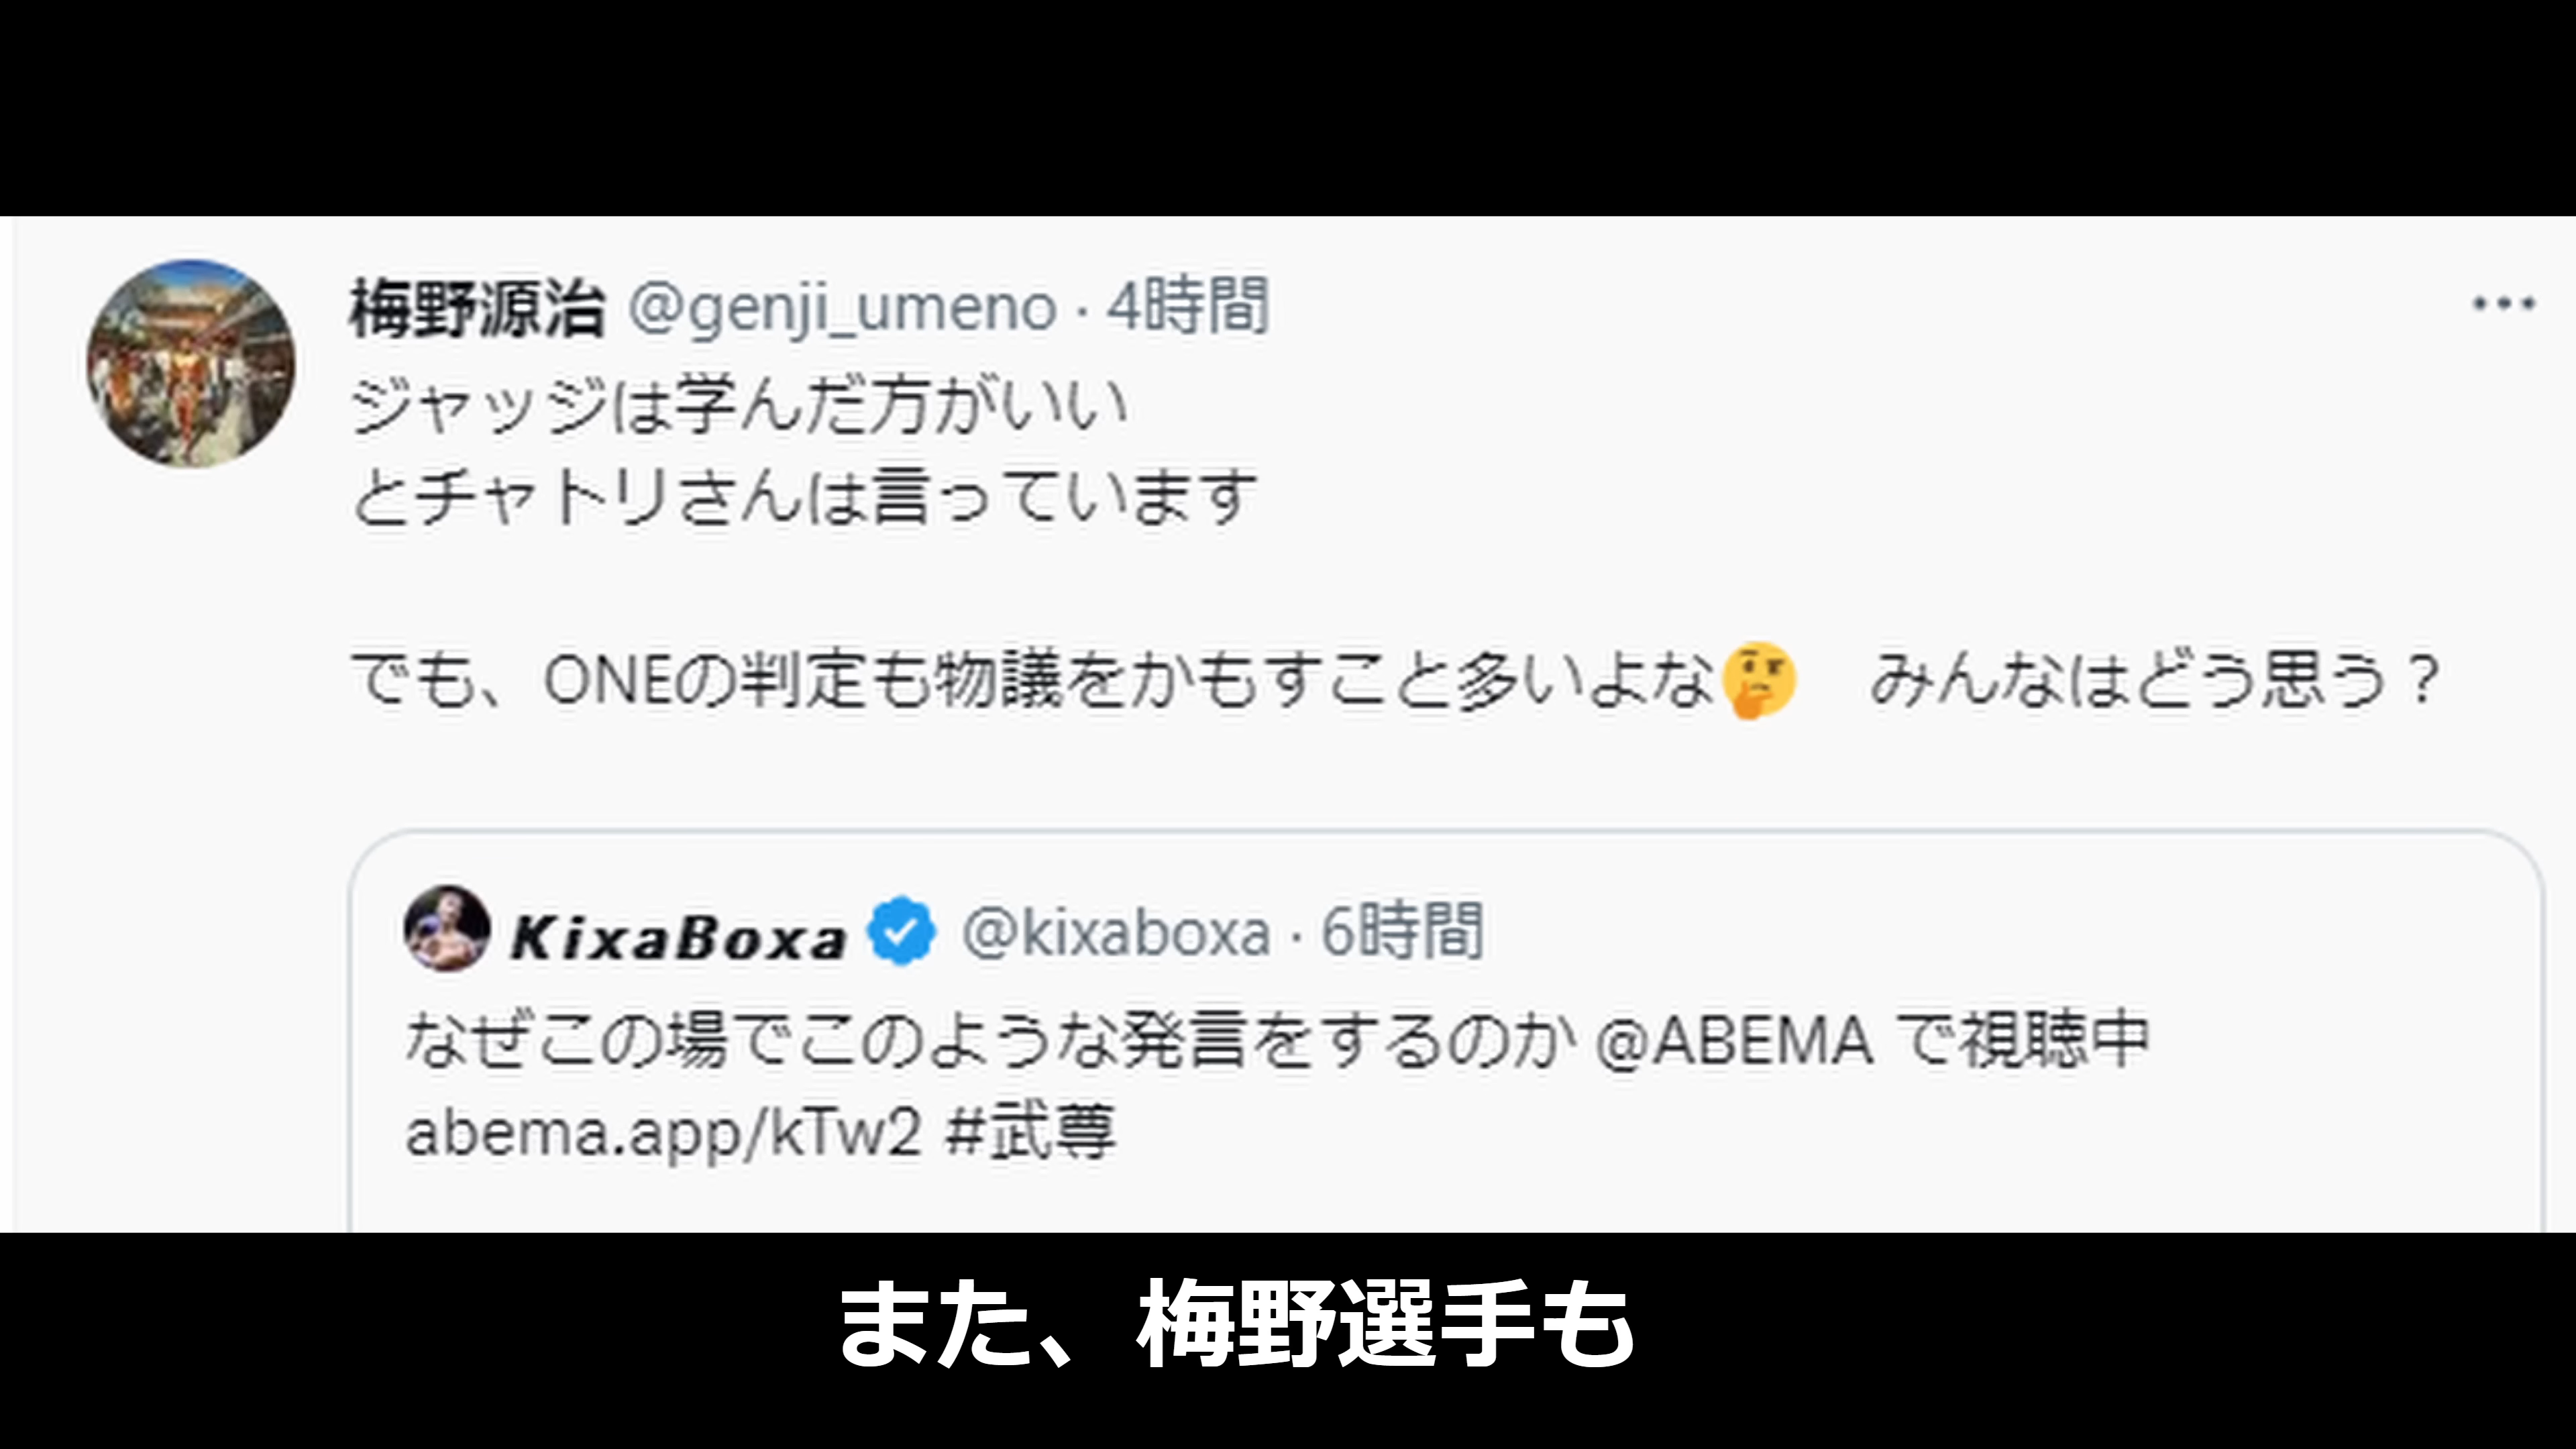 梅野源治 @genji_umeno · 4時間
ジャッジは学んだ方がいい
とチャトリさんは言っています
でも、ONEの判定も物議をかもすこと多いよな🤔 みんなはどう思う？
KixaBoxa @kixaboxa · 6時間
なぜこの場でこのような発言をするのか @ABEMA で視聴中
abema.app/kTw2 #武尊
また、梅野選手も